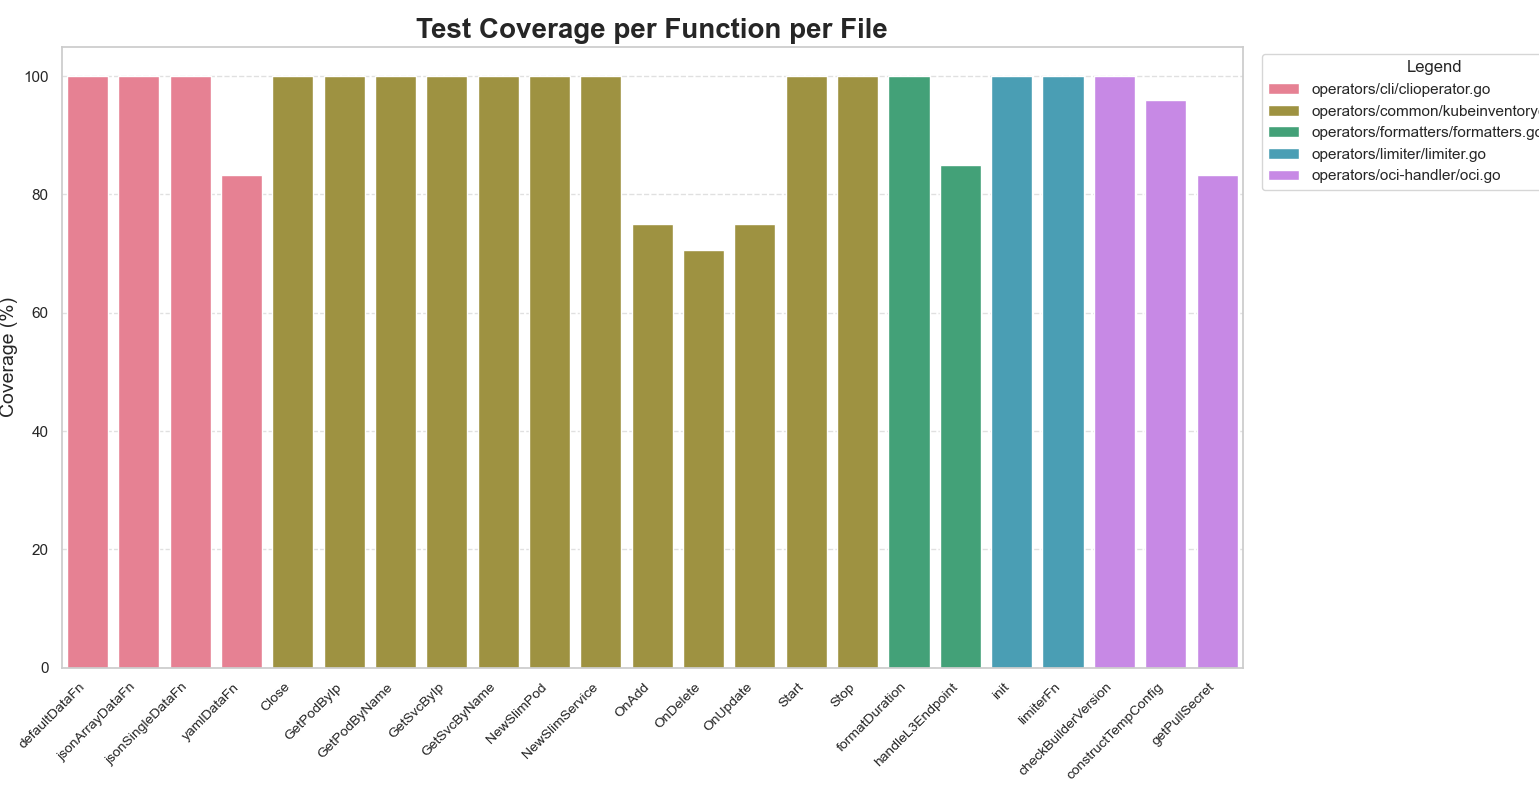 Test Coverage per Function per File
Coverage (%)
100
80
60
40
20
0
defaultDataFn
jsonArrayDataFn
jsonSingleDataFn
yamlDataFn
Close
GetPodByIp
GetPodByName
GetSvcByIp
GetSvcByName
NewSlimPod
NewSlimService
OnAdd
OnDelete
OnUpdate
Start
Stop
formatDuration
handleL3Endpoint
init
limiterFn
checkBuilderVersion
constructTempConfig
getPullSecret
Legend
operators/cli/clioperator.go
operators/common/kubeinventory
operators/formatters/formatters.go
operators/limiter/limiter.go
operators/oci-handler/oci.go